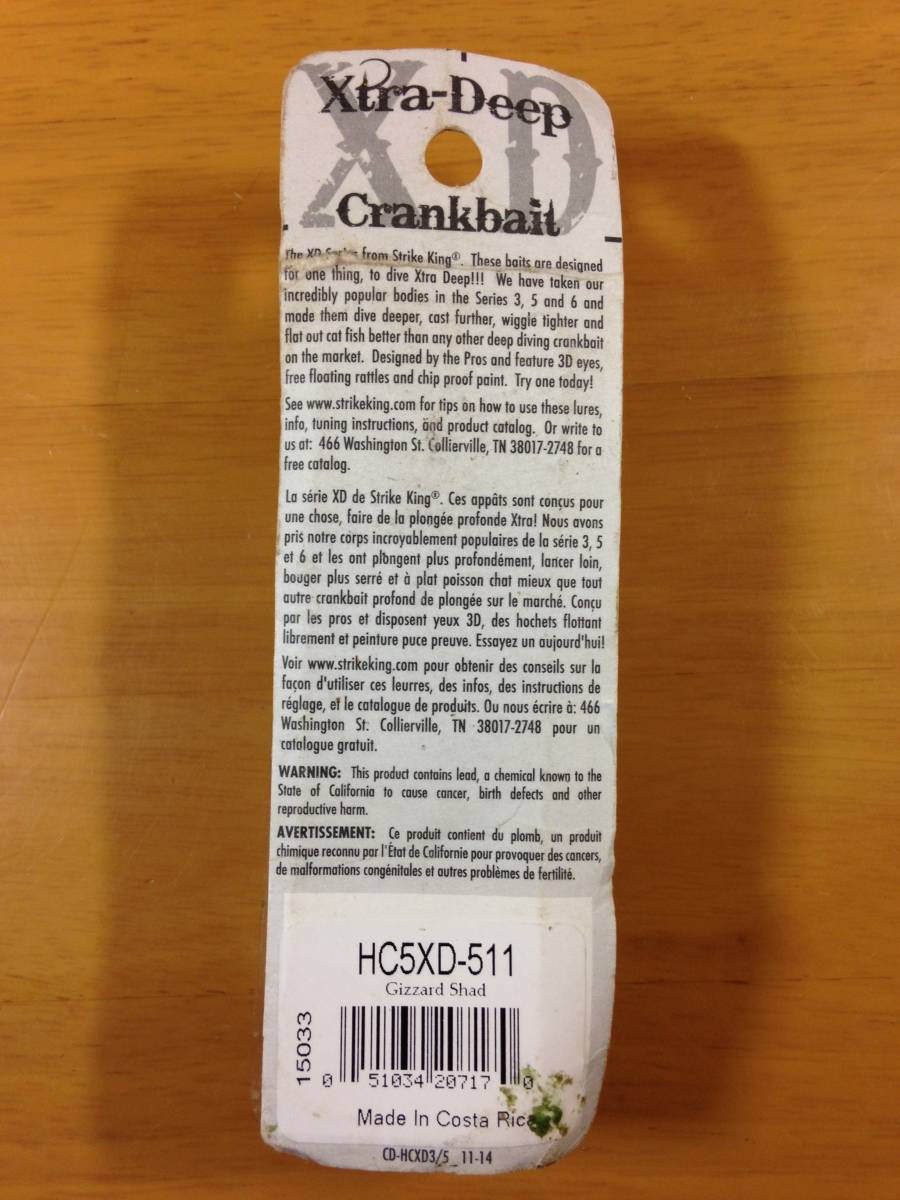 XD
Xtra-Deep
Crankbait
The XD Series from Strike King®. These baits are designed
for one thing, to dive Xtra Deep!!! We have taken our
incredibly popular bodies in the Series 3, 5 and 6 and
made them dive deeper, cast further, wiggle tighter and
flat out cat fish better than any other deep diving crankbait
on the market. Designed by the Pros and feature 3D eyes,
free floating rattles and chip proof paint. Try one today!
See www.strikeking.com for tips on how to use these lures,
info, tuning instructions, and product catalog. Or write to
us at: 466 Washington St. Collierville, TN 38017-2748 for a
free catalog.
La série XD de Strike King®. Ces appâts sont conçus pour
une chose, faire de la plongée profonde Xtra! Nous avons
pris notre corps incroyablement populaires de la série 3, 5
et 6 et les ont plongent plus profondément, lancer loin,
bouger plus serré et à plat poisson chat mieux que tout
autre crankbait profond de plongée sur le marché. Conçu
par les pros et disposent yeux 3D, des hochets flottant
librement et peinture puce preuve. Essayez un aujourd'hui!
Voir www.strikeking.com pour obtenir des conseils sur la
façon d'utiliser ces leurres, des infos, des instructions de
réglage, et le catalogue de produits. Ou nous écrire à: 466
Washington St. Collierville, TN 38017-2748 pour un
catalogue gratuit.
WARNING: This product contains lead, a chemical known to the
State of California to cause cancer, birth defects and other
reproductive harm.
AVERTISSEMENT: Ce produit contient du plomb, un produit
chimique reconnu par l'État de Californie pour provoquer des cancers,
de malformations congénitales et autres problèmes de fertilité.
HC5XD-511
Gizzard Shad
15033
0 51034 20717 0
Made In Costa Rica
CD-HCXD3/5 11-14